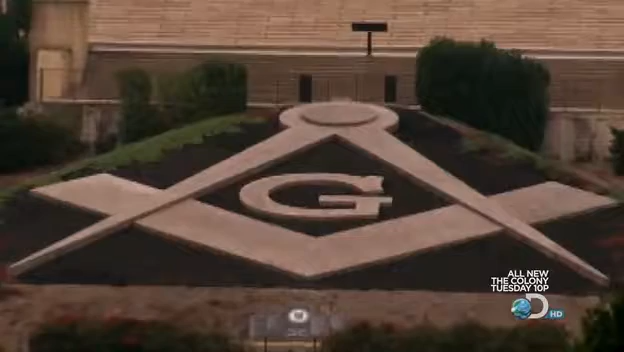 G
ALL NEW
THE COLONY
TUESDAY 10P
D HD